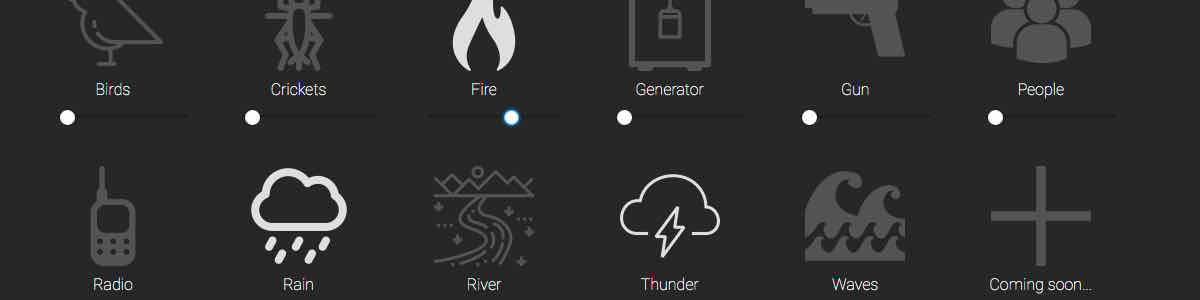 Birds Crickets Fire Generator Gun People
Radio Rain River Thunder Waves Coming soon...